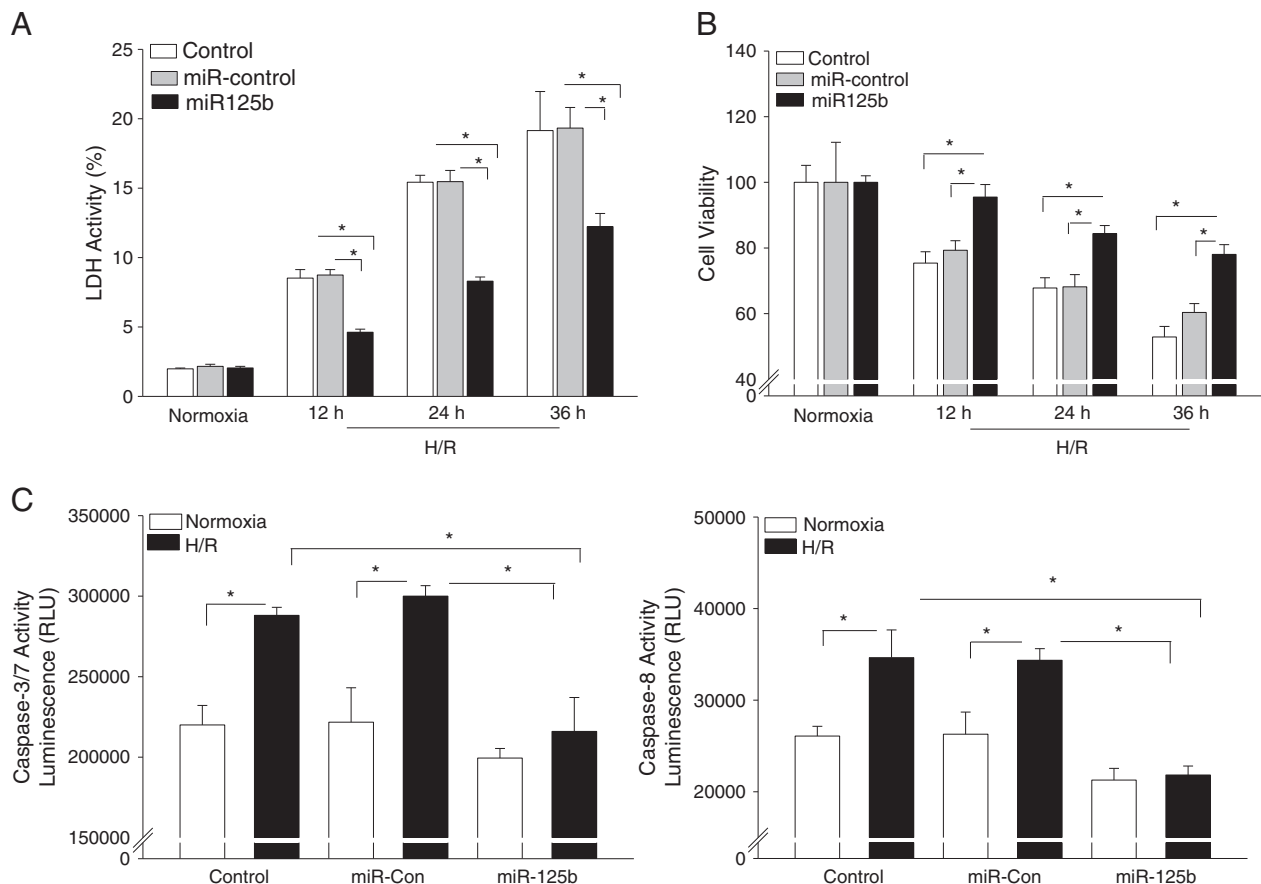 A
LDH Activity (%)
25
20
15
10
5
0
Control
miR-control
miR125b
* * * * * *
Normoxia 12 h 24 h 36 h
H/R
B
Cell Viability
140
120
100
80
60
40
0
Control
miR-control
miR125b
* * * * * *
Normoxia 12 h 24 h 36 h
H/R
C
Caspase-3/7 Activity
Luminescence (RLU)
350000
300000
250000
200000
150000
0
Normoxia
H/R
* * * *
Control miR-Con miR-125b
Caspase-8 Activity
Luminescence (RLU)
50000
40000
30000
20000
0
Normoxia
H/R
* * * *
Control miR-Con miR-125b